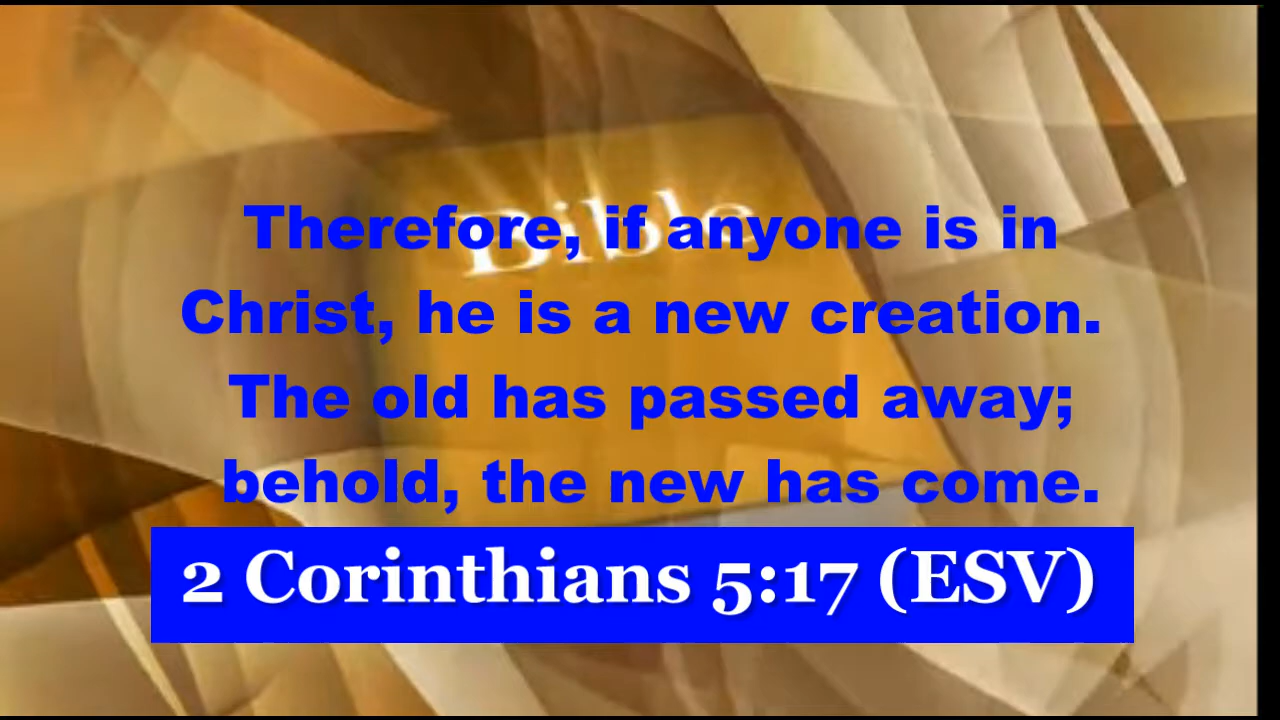 Bible
Therefore, if anyone is in
Christ, he is a new creation.
The old has passed away;
behold, the new has come.
2 Corinthians 5:17 (ESV)